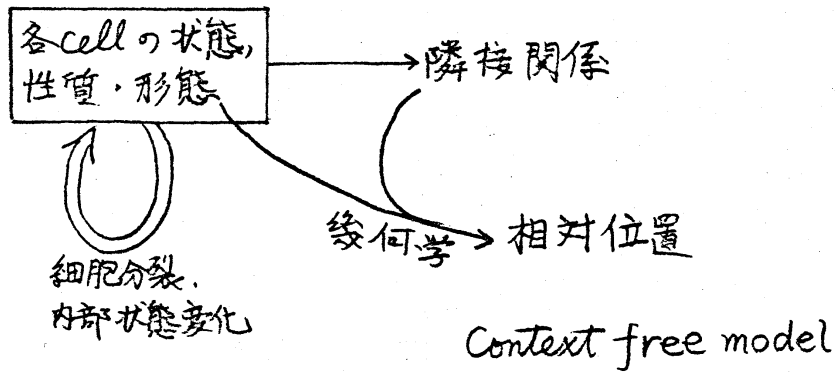 各cellの状態,
性質・形態
隣接関係
幾何学
相対位置
細胞分裂.
内部状態変化
Context free model